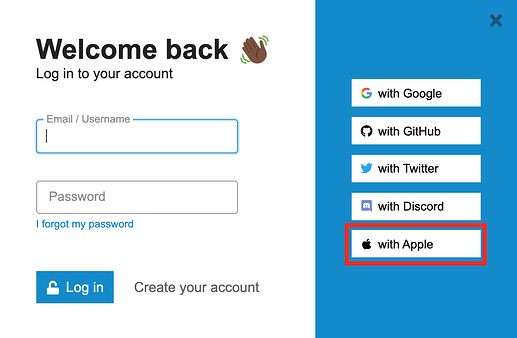 Welcome back 👋🏿
Log in to your account
Email / Username
Password
I forgot my password
Log in
Create your account
with Google
with GitHub
with Twitter
with Discord
with Apple